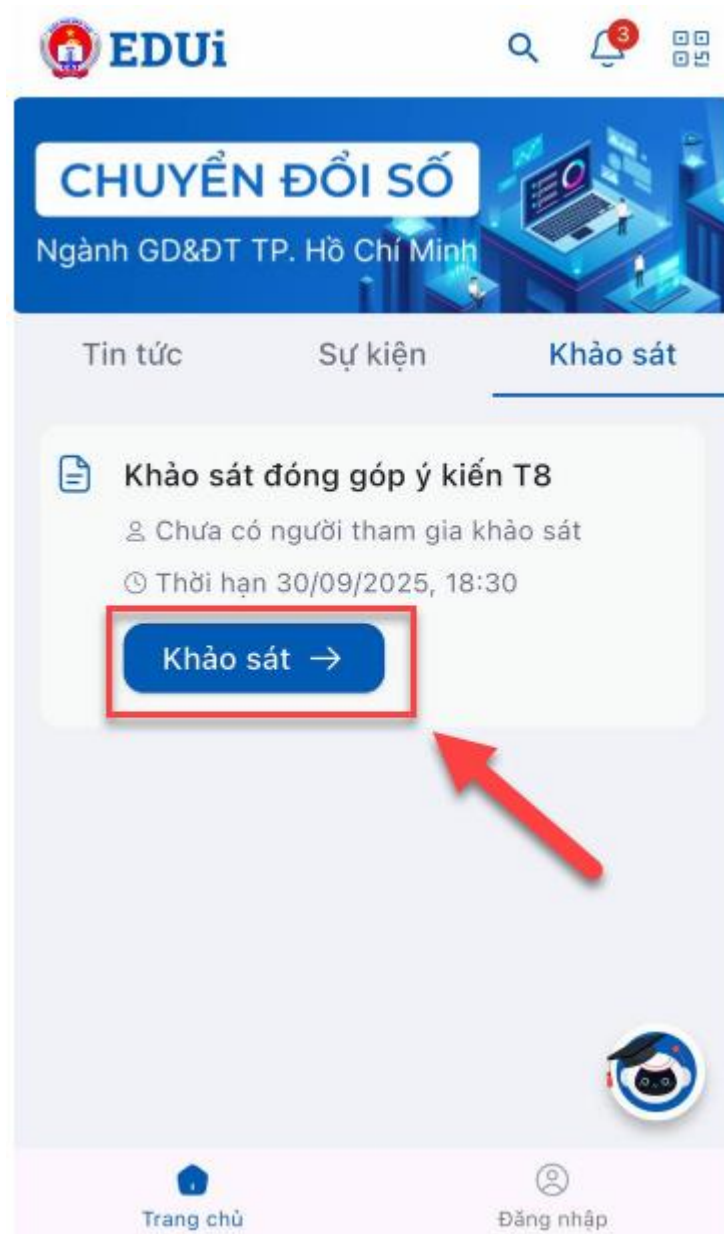 EDUi
3
CHUYỂN ĐỔI SỐ
Ngành GD&ĐT TP. Hồ Chí Minh
Tin tức Sự kiện Khảo sát
Khảo sát đóng góp ý kiến T8
Chưa có người tham gia khảo sát
Thời hạn 30/09/2025, 18:30
Khảo sát →
Trang chủ Đăng nhập